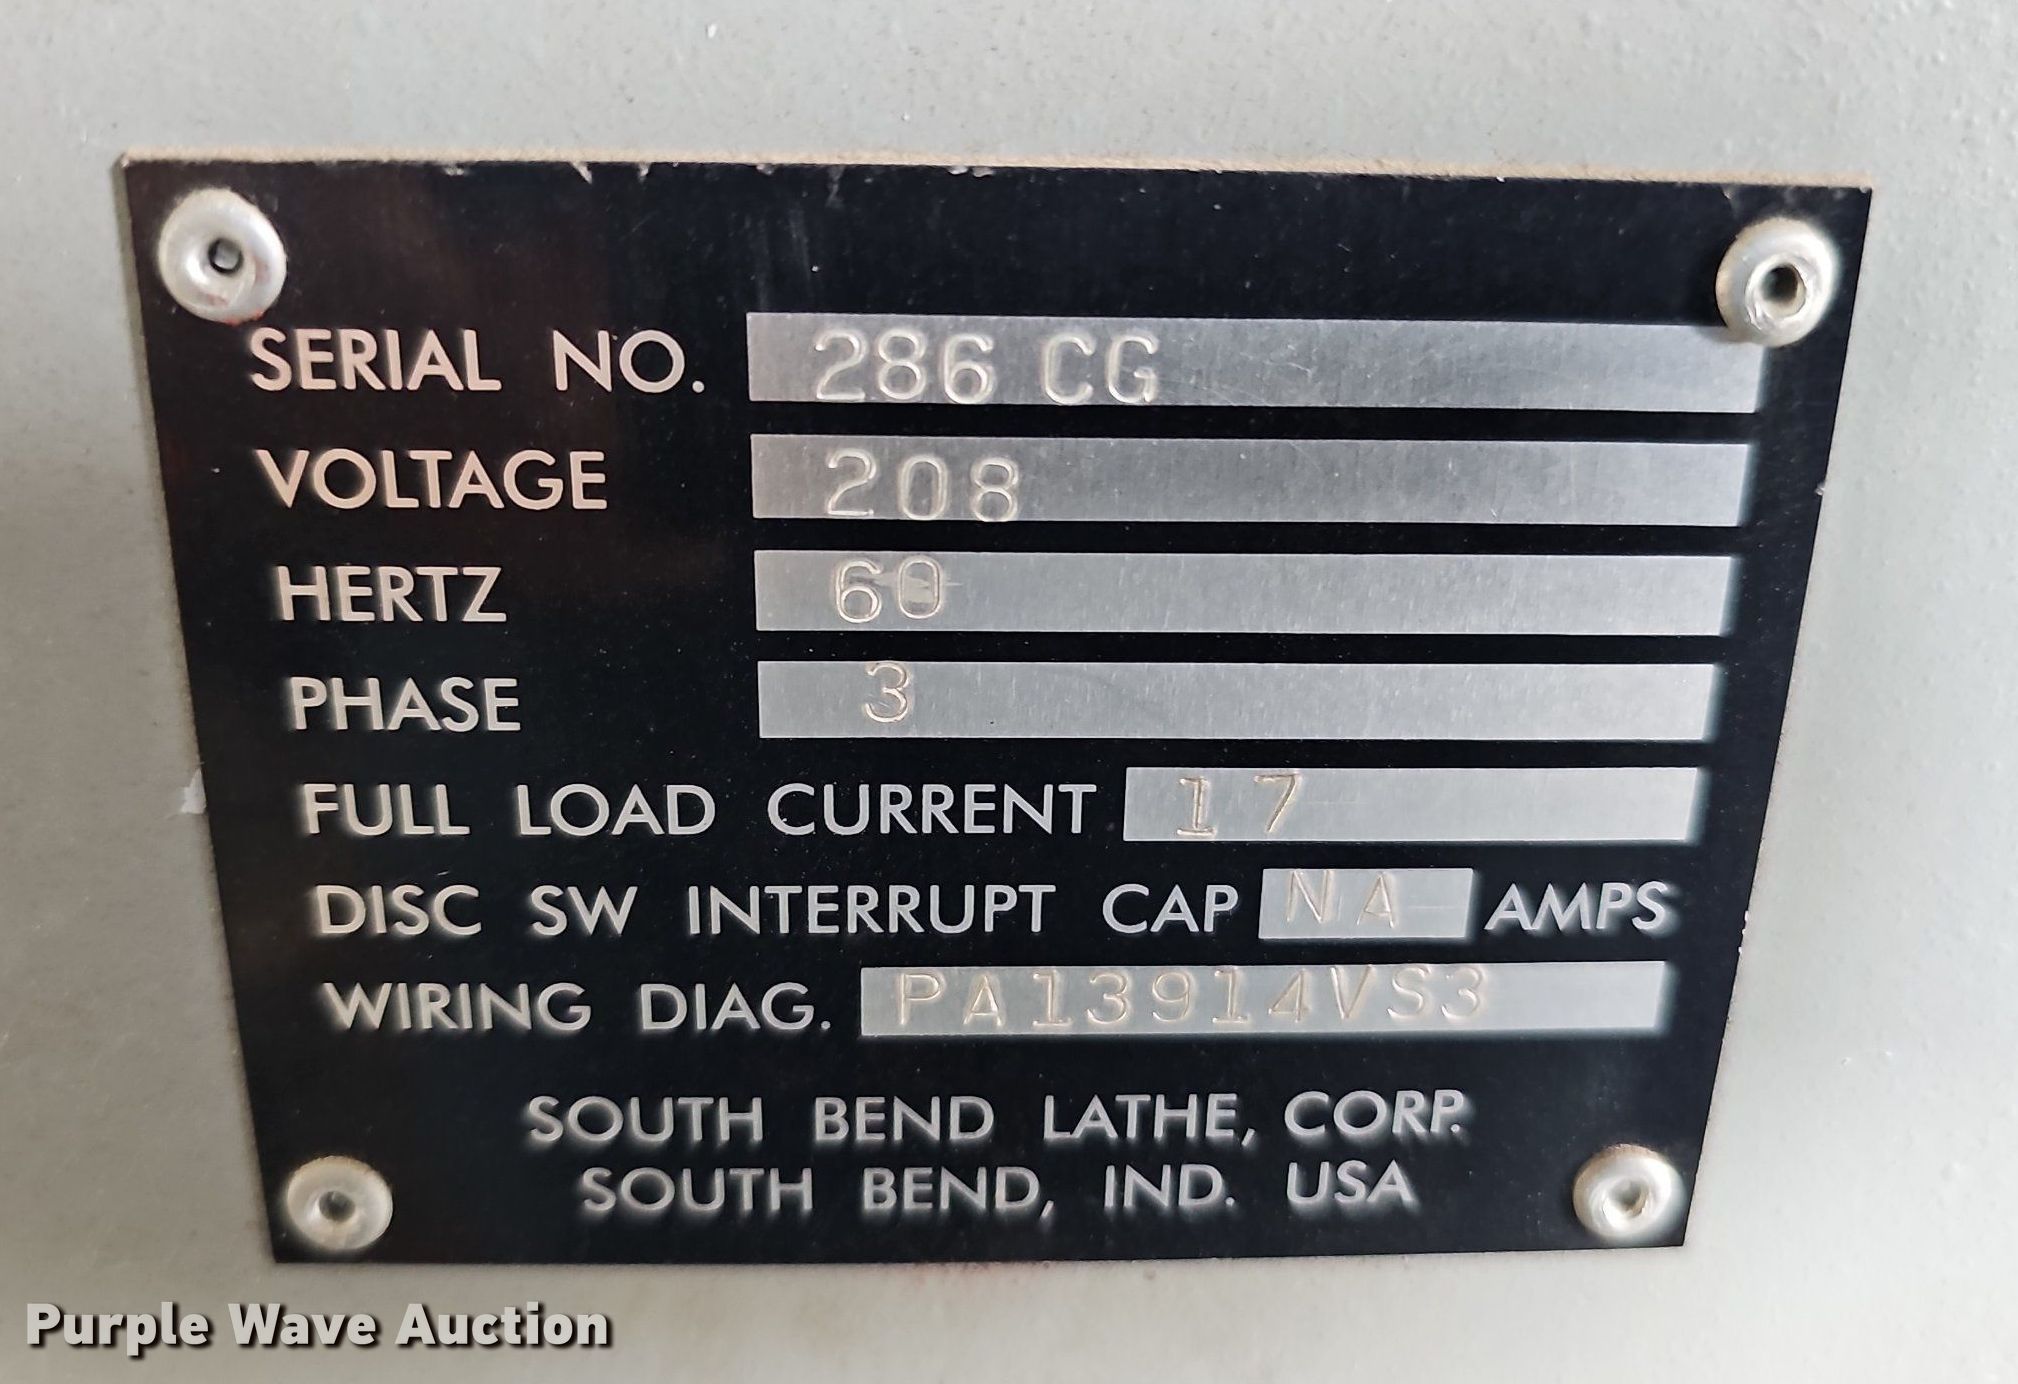 SERIAL NO. 286 CG
VOLTAGE 208
HERTZ 60
PHASE 3
FULL LOAD CURRENT 17
DISC SW INTERRUPT CAP NA AMPS
WIRING DIAG. PA13914VS3
SOUTH BEND LATHE, CORP.
SOUTH BEND, IND. USA
Purple Wave Auction